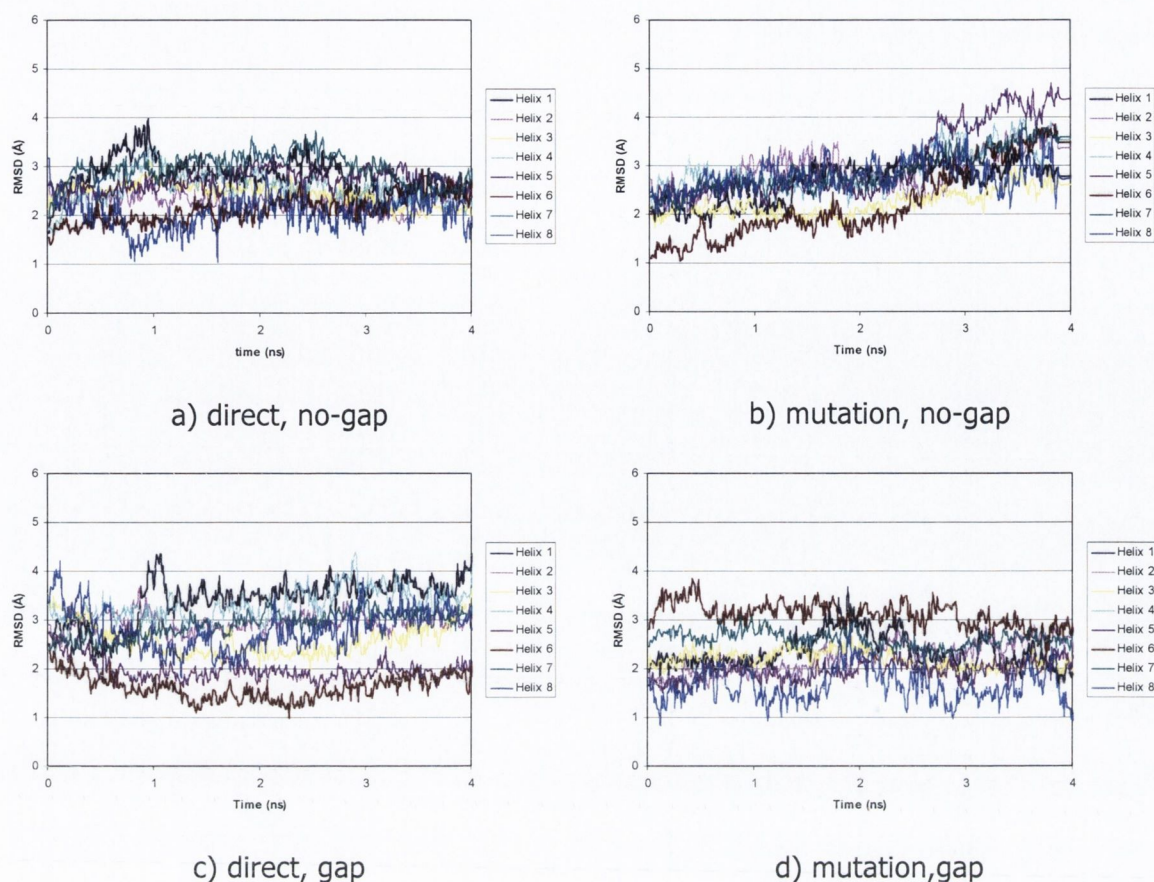 6
5
4
3
2
1
0
RMSD (Å)
0 1 2 3 4
time (ns)
Helix 1
Helix 2
Helix 3
Helix 4
Helix 5
Helix 6
Helix 7
Helix 8
a) direct, no-gap
6
5
4
3
2
1
0
RMSD (Å)
0 1 2 3 4
Time (ns)
Helix 1
Helix 2
Helix 3
Helix 4
Helix 5
Helix 6
Helix 7
Helix 8
b) mutation, no-gap
6
5
4
3
2
1
0
RMSD (Å)
0 1 2 3 4
Time (ns)
Helix 1
Helix 2
Helix 3
Helix 4
Helix 5
Helix 6
Helix 7
Helix 8
c) direct, gap
6
5
4
3
2
1
0
RMSD (Å)
0 1 2 3 4
Time (ns)
Helix 1
Helix 2
Helix 3
Helix 4
Helix 5
Helix 6
Helix 7
Helix 8
d) mutation,gap